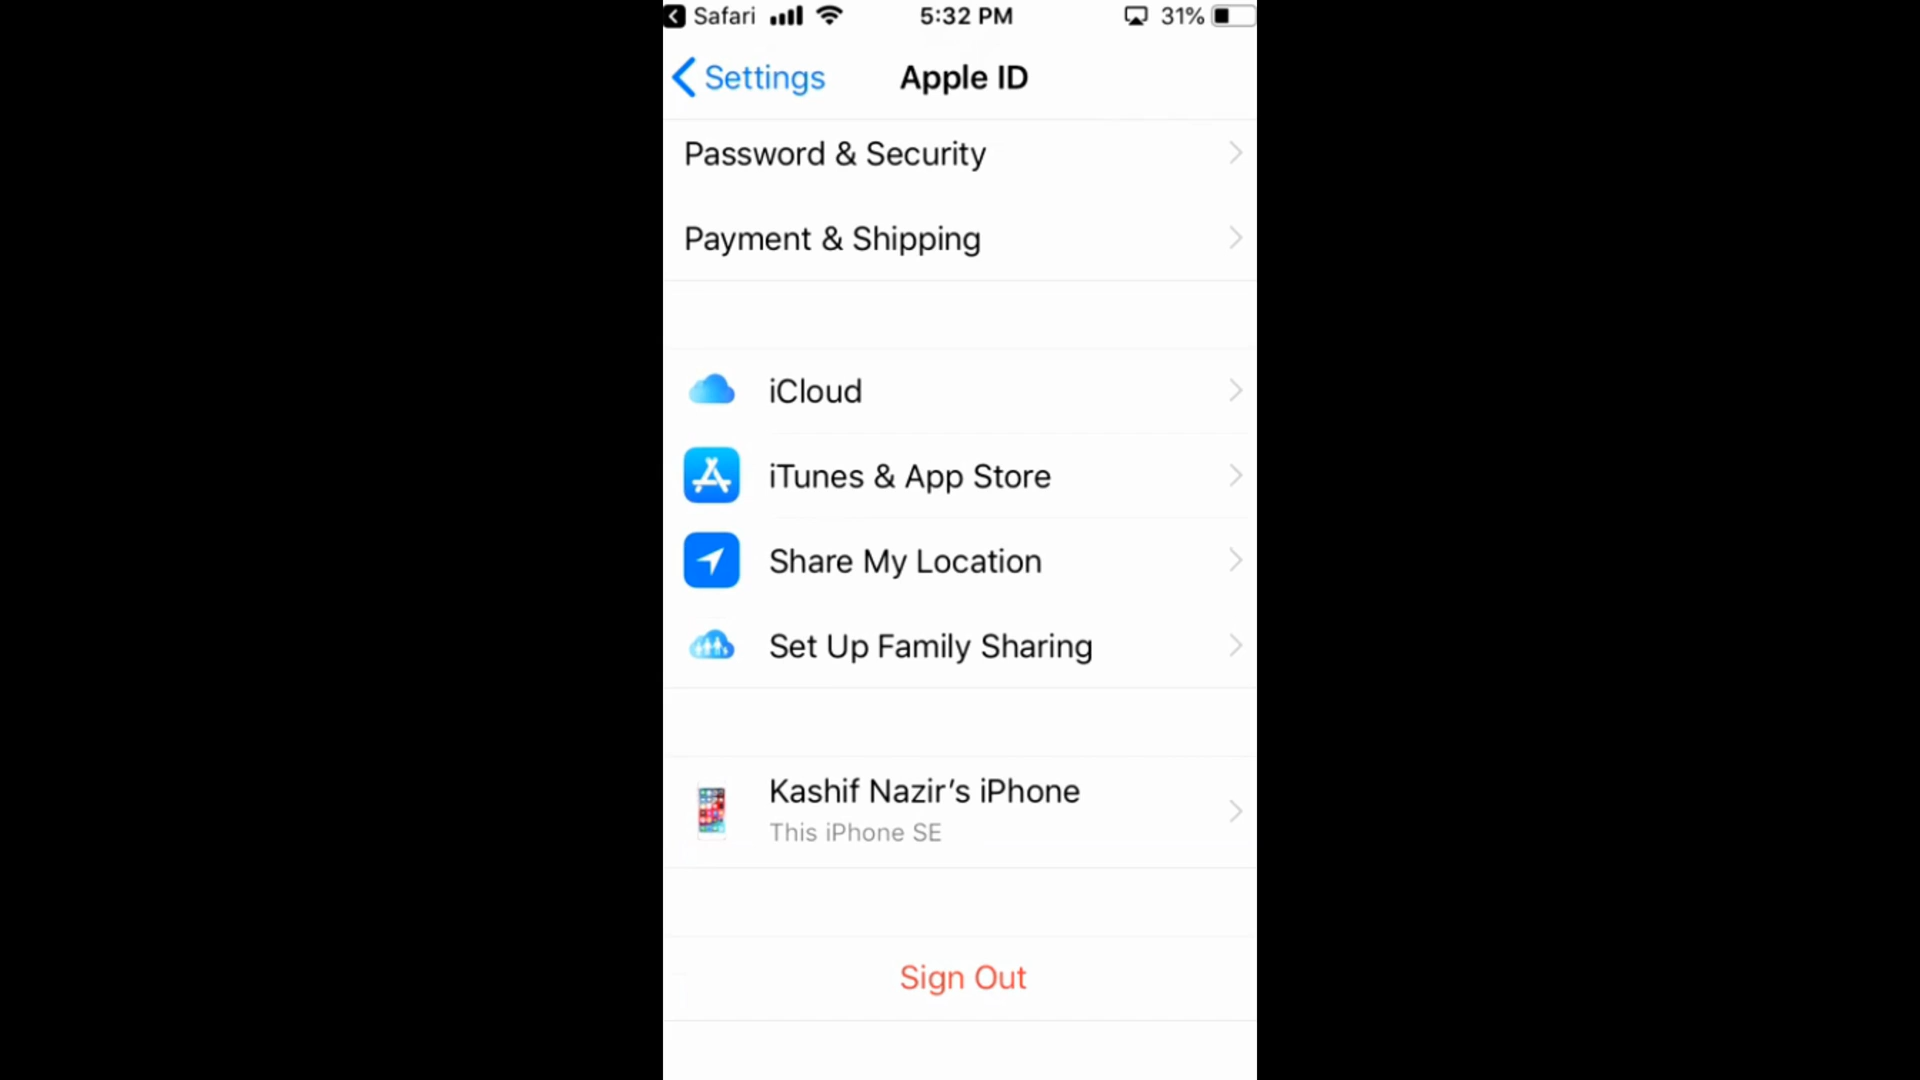 Safari 5:32 PM 31%
Settings Apple ID
Password & Security
Payment & Shipping
iCloud
iTunes & App Store
Share My Location
Set Up Family Sharing
Kashif Nazir’s iPhone
This iPhone SE
Sign Out